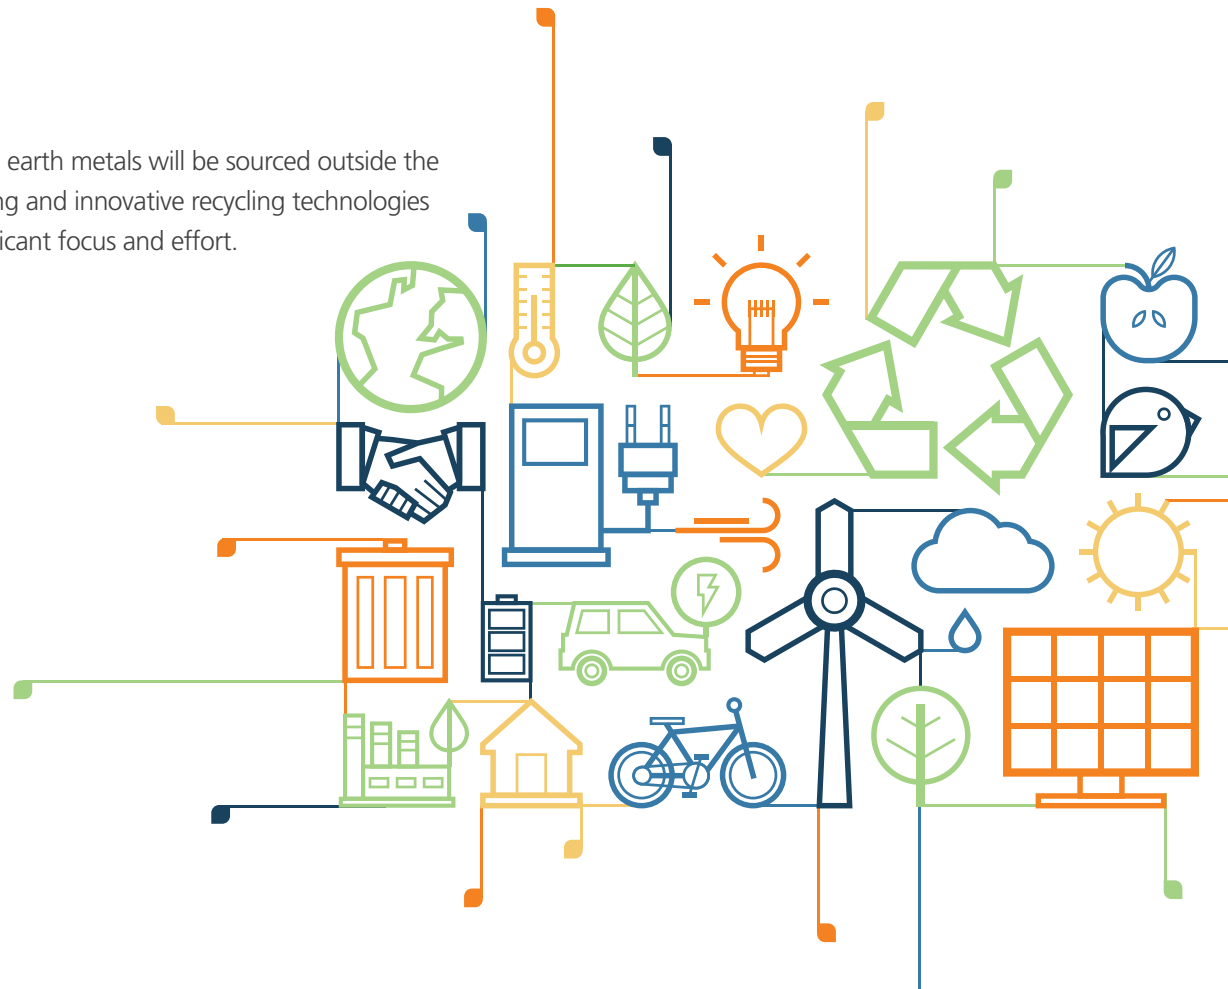 earth metals will be sourced outside the
ng and innovative recycling technologies
icant focus and effort.